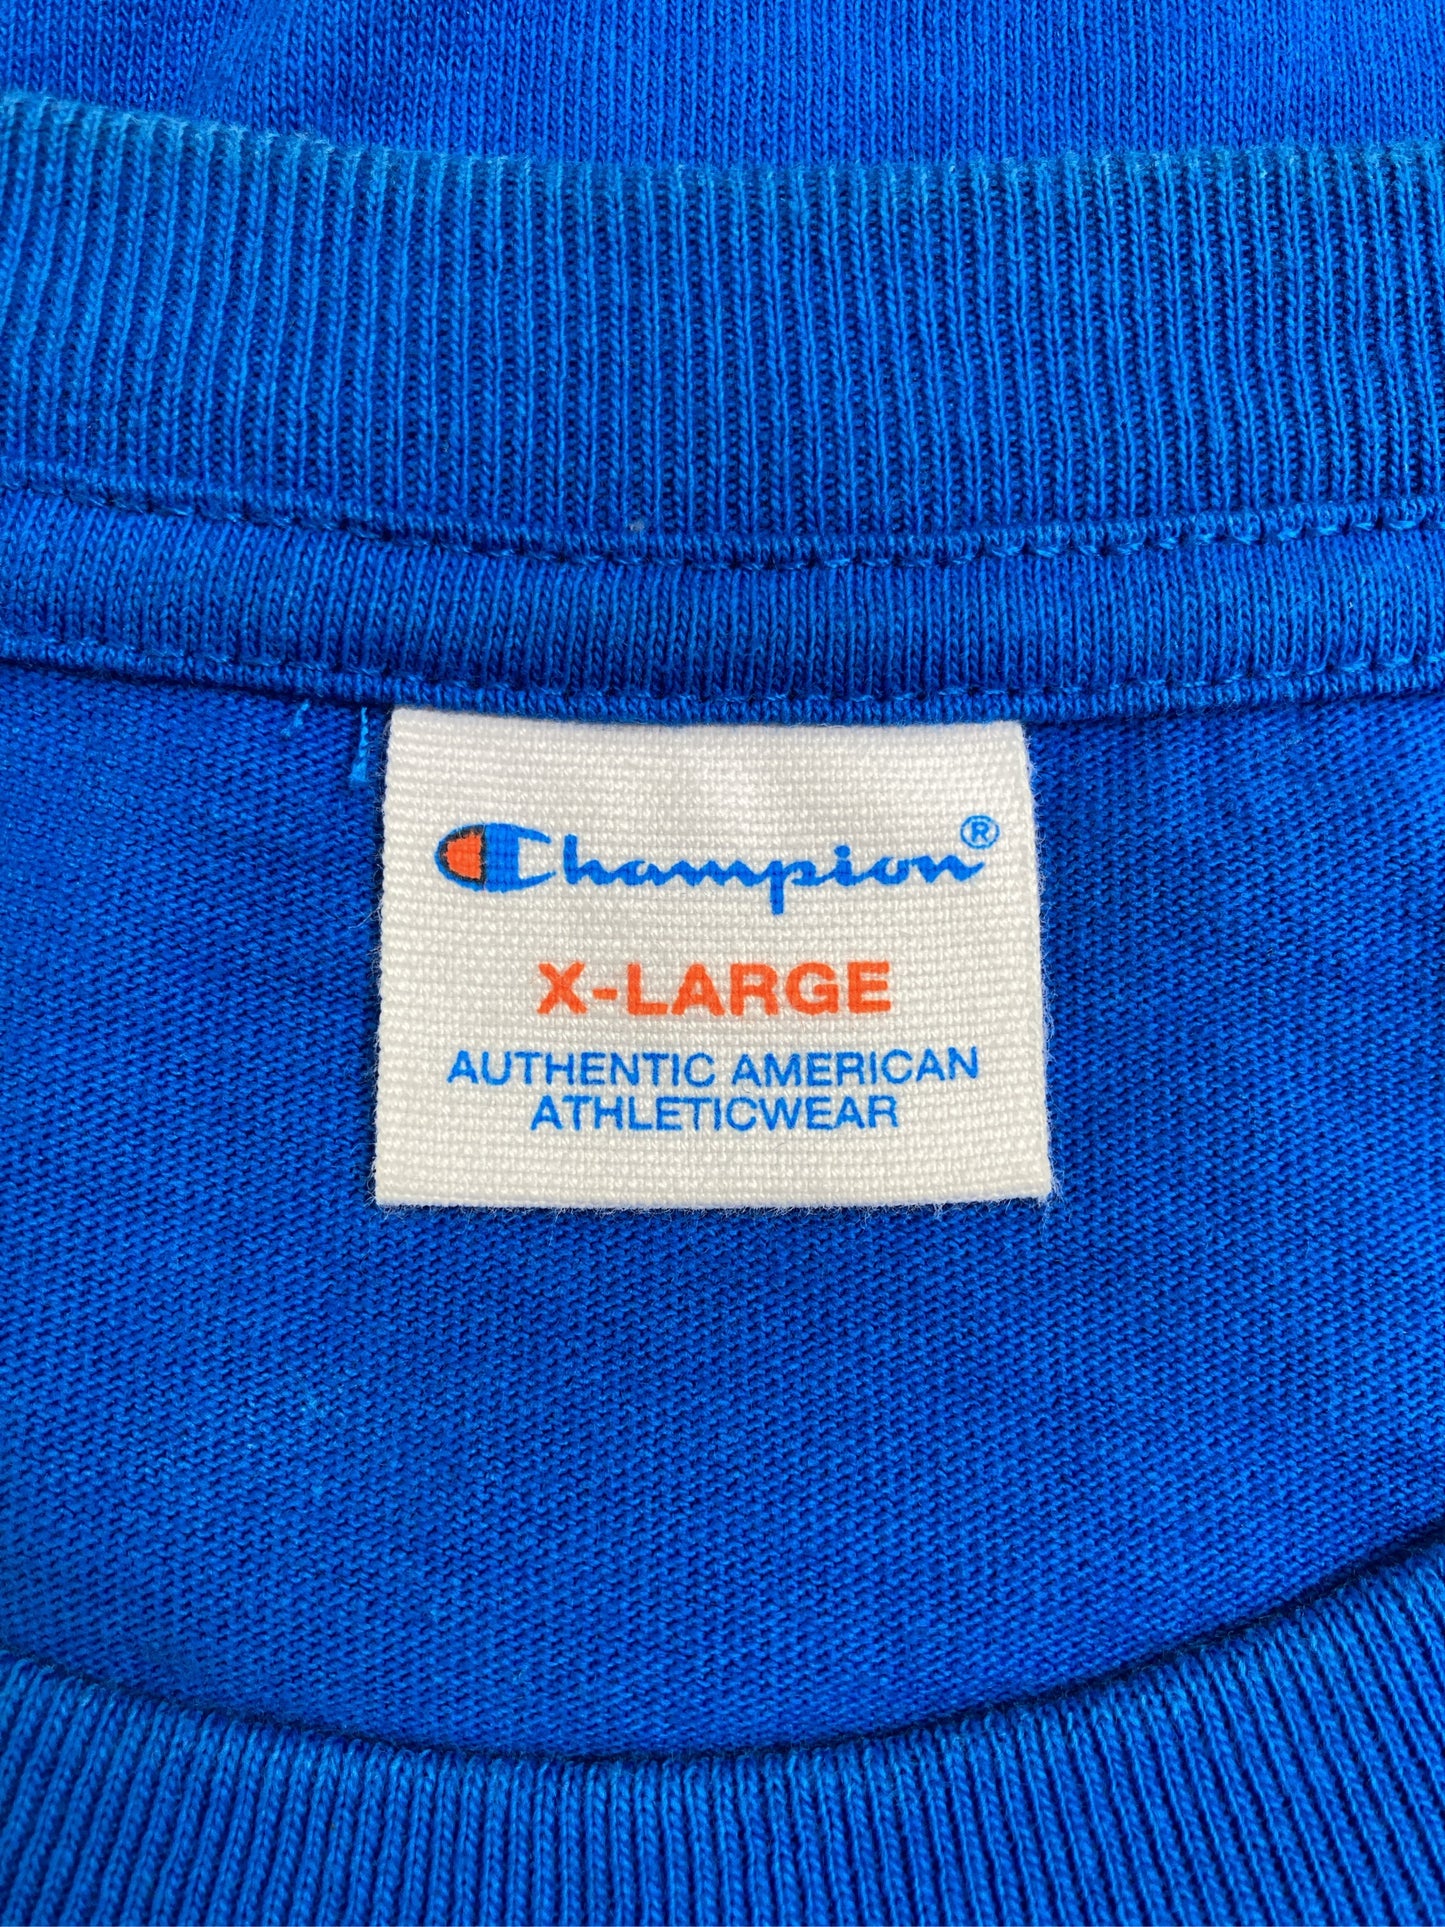 Champion®
X-LARGE
AUTHENTIC AMERICAN
ATHLETICWEAR